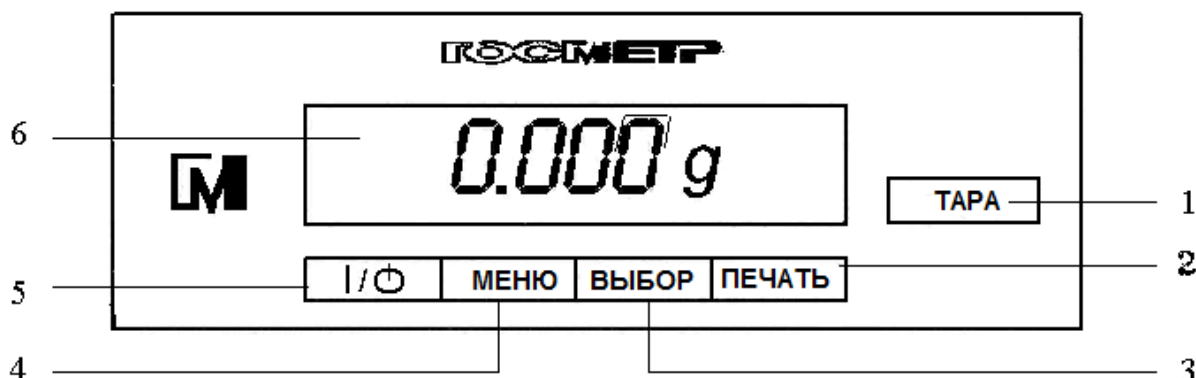 ГОСМЕТР
6
0.000 g
М
ТАРА
1
2
5
I/⏻
МЕНЮ
ВЫБОР
ПЕЧАТЬ
4
3